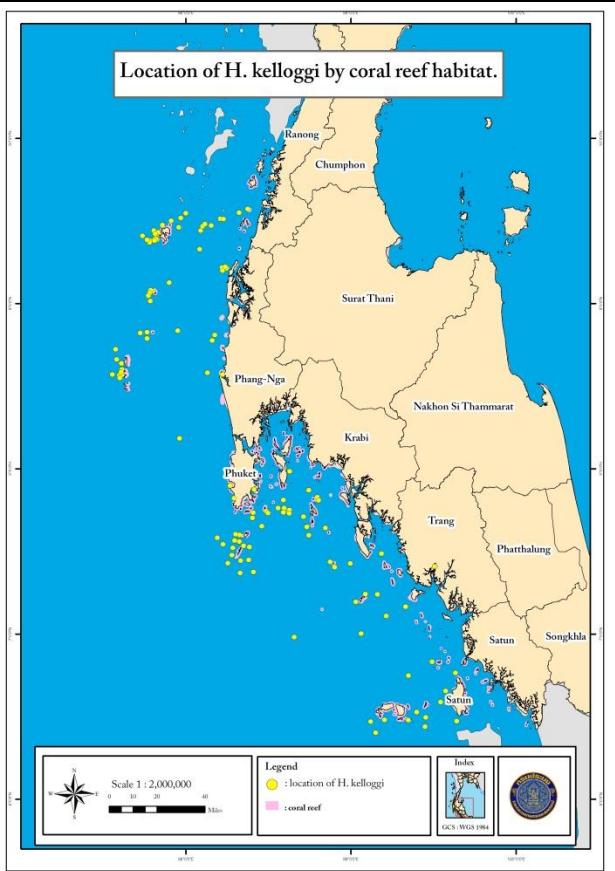 Location of H. kelloggi by coral reef habitat.
Ranong
Chumphon
Surat Thani
Phang-Nga
Nakhon Si Thammarat
Krabi
Phuket
Trang
Phatthalung
Satun
Songkhla
Satun
N
W
E
S
Scale 1 : 2,000,000
0 10 20 40
Miles
Legend
: location of H. kelloggi
: coral reef
Index
GCS : WGS 1984